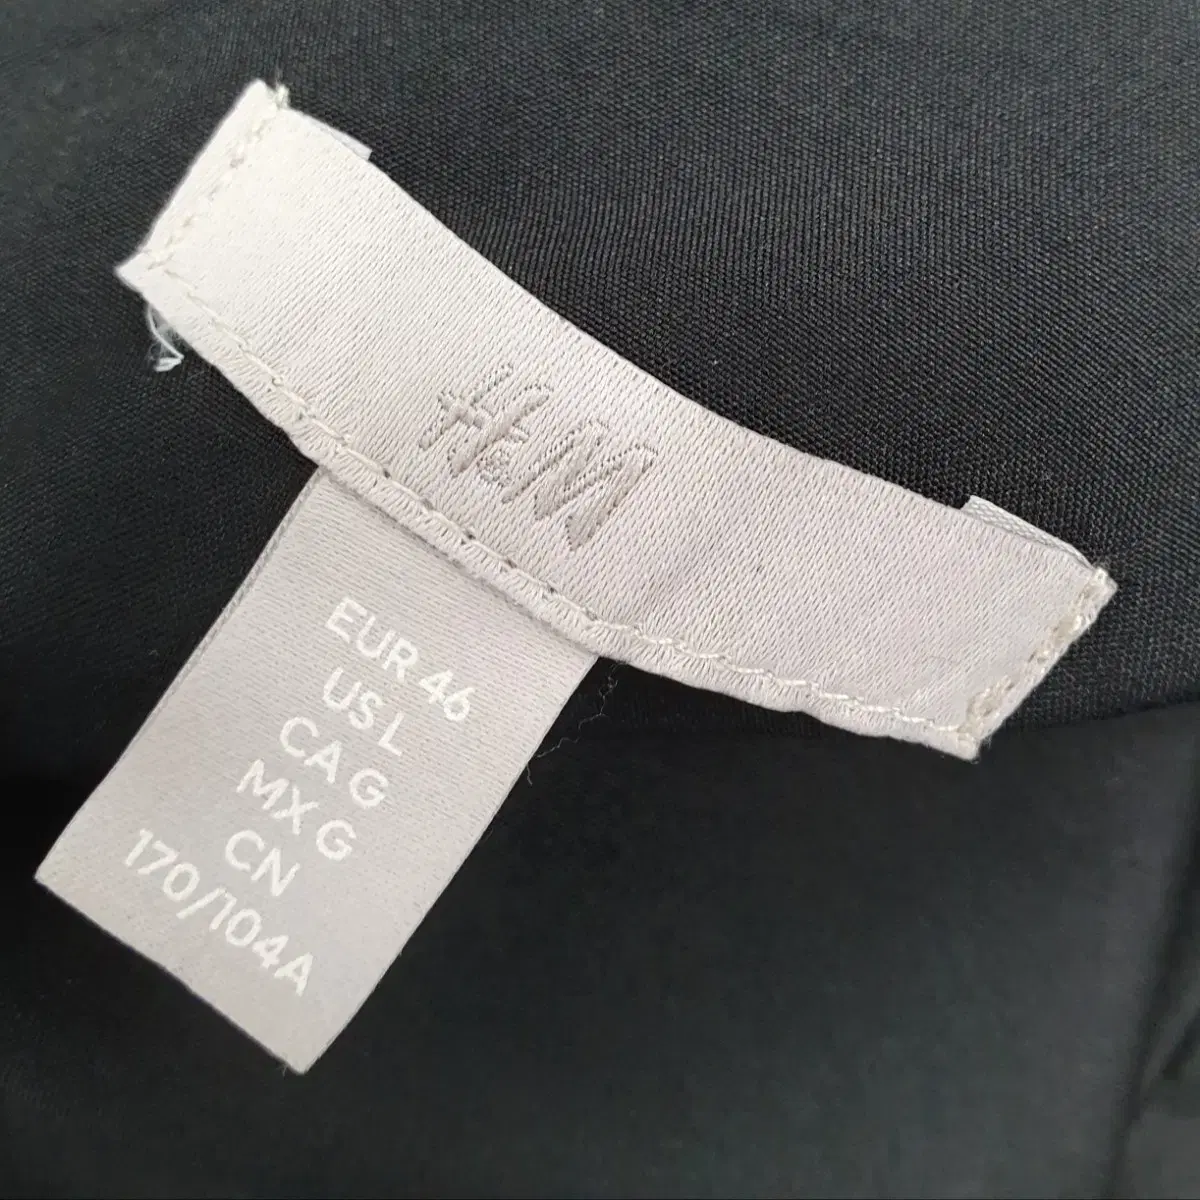 H&M
EUR 46
US L
CA G
MX G
CN
170/104A